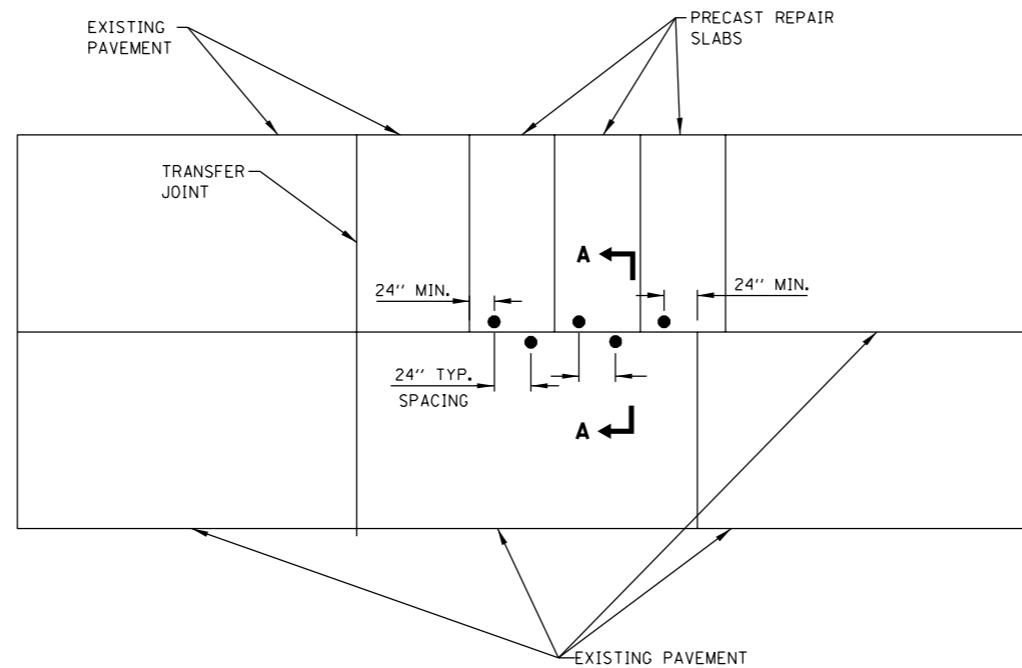 EXISTING
PAVEMENT
PRECAST REPAIR
SLABS
TRANSFER
JOINT
A
24'' MIN.
24'' MIN.
24'' TYP.
SPACING
A
EXISTING PAVEMENT